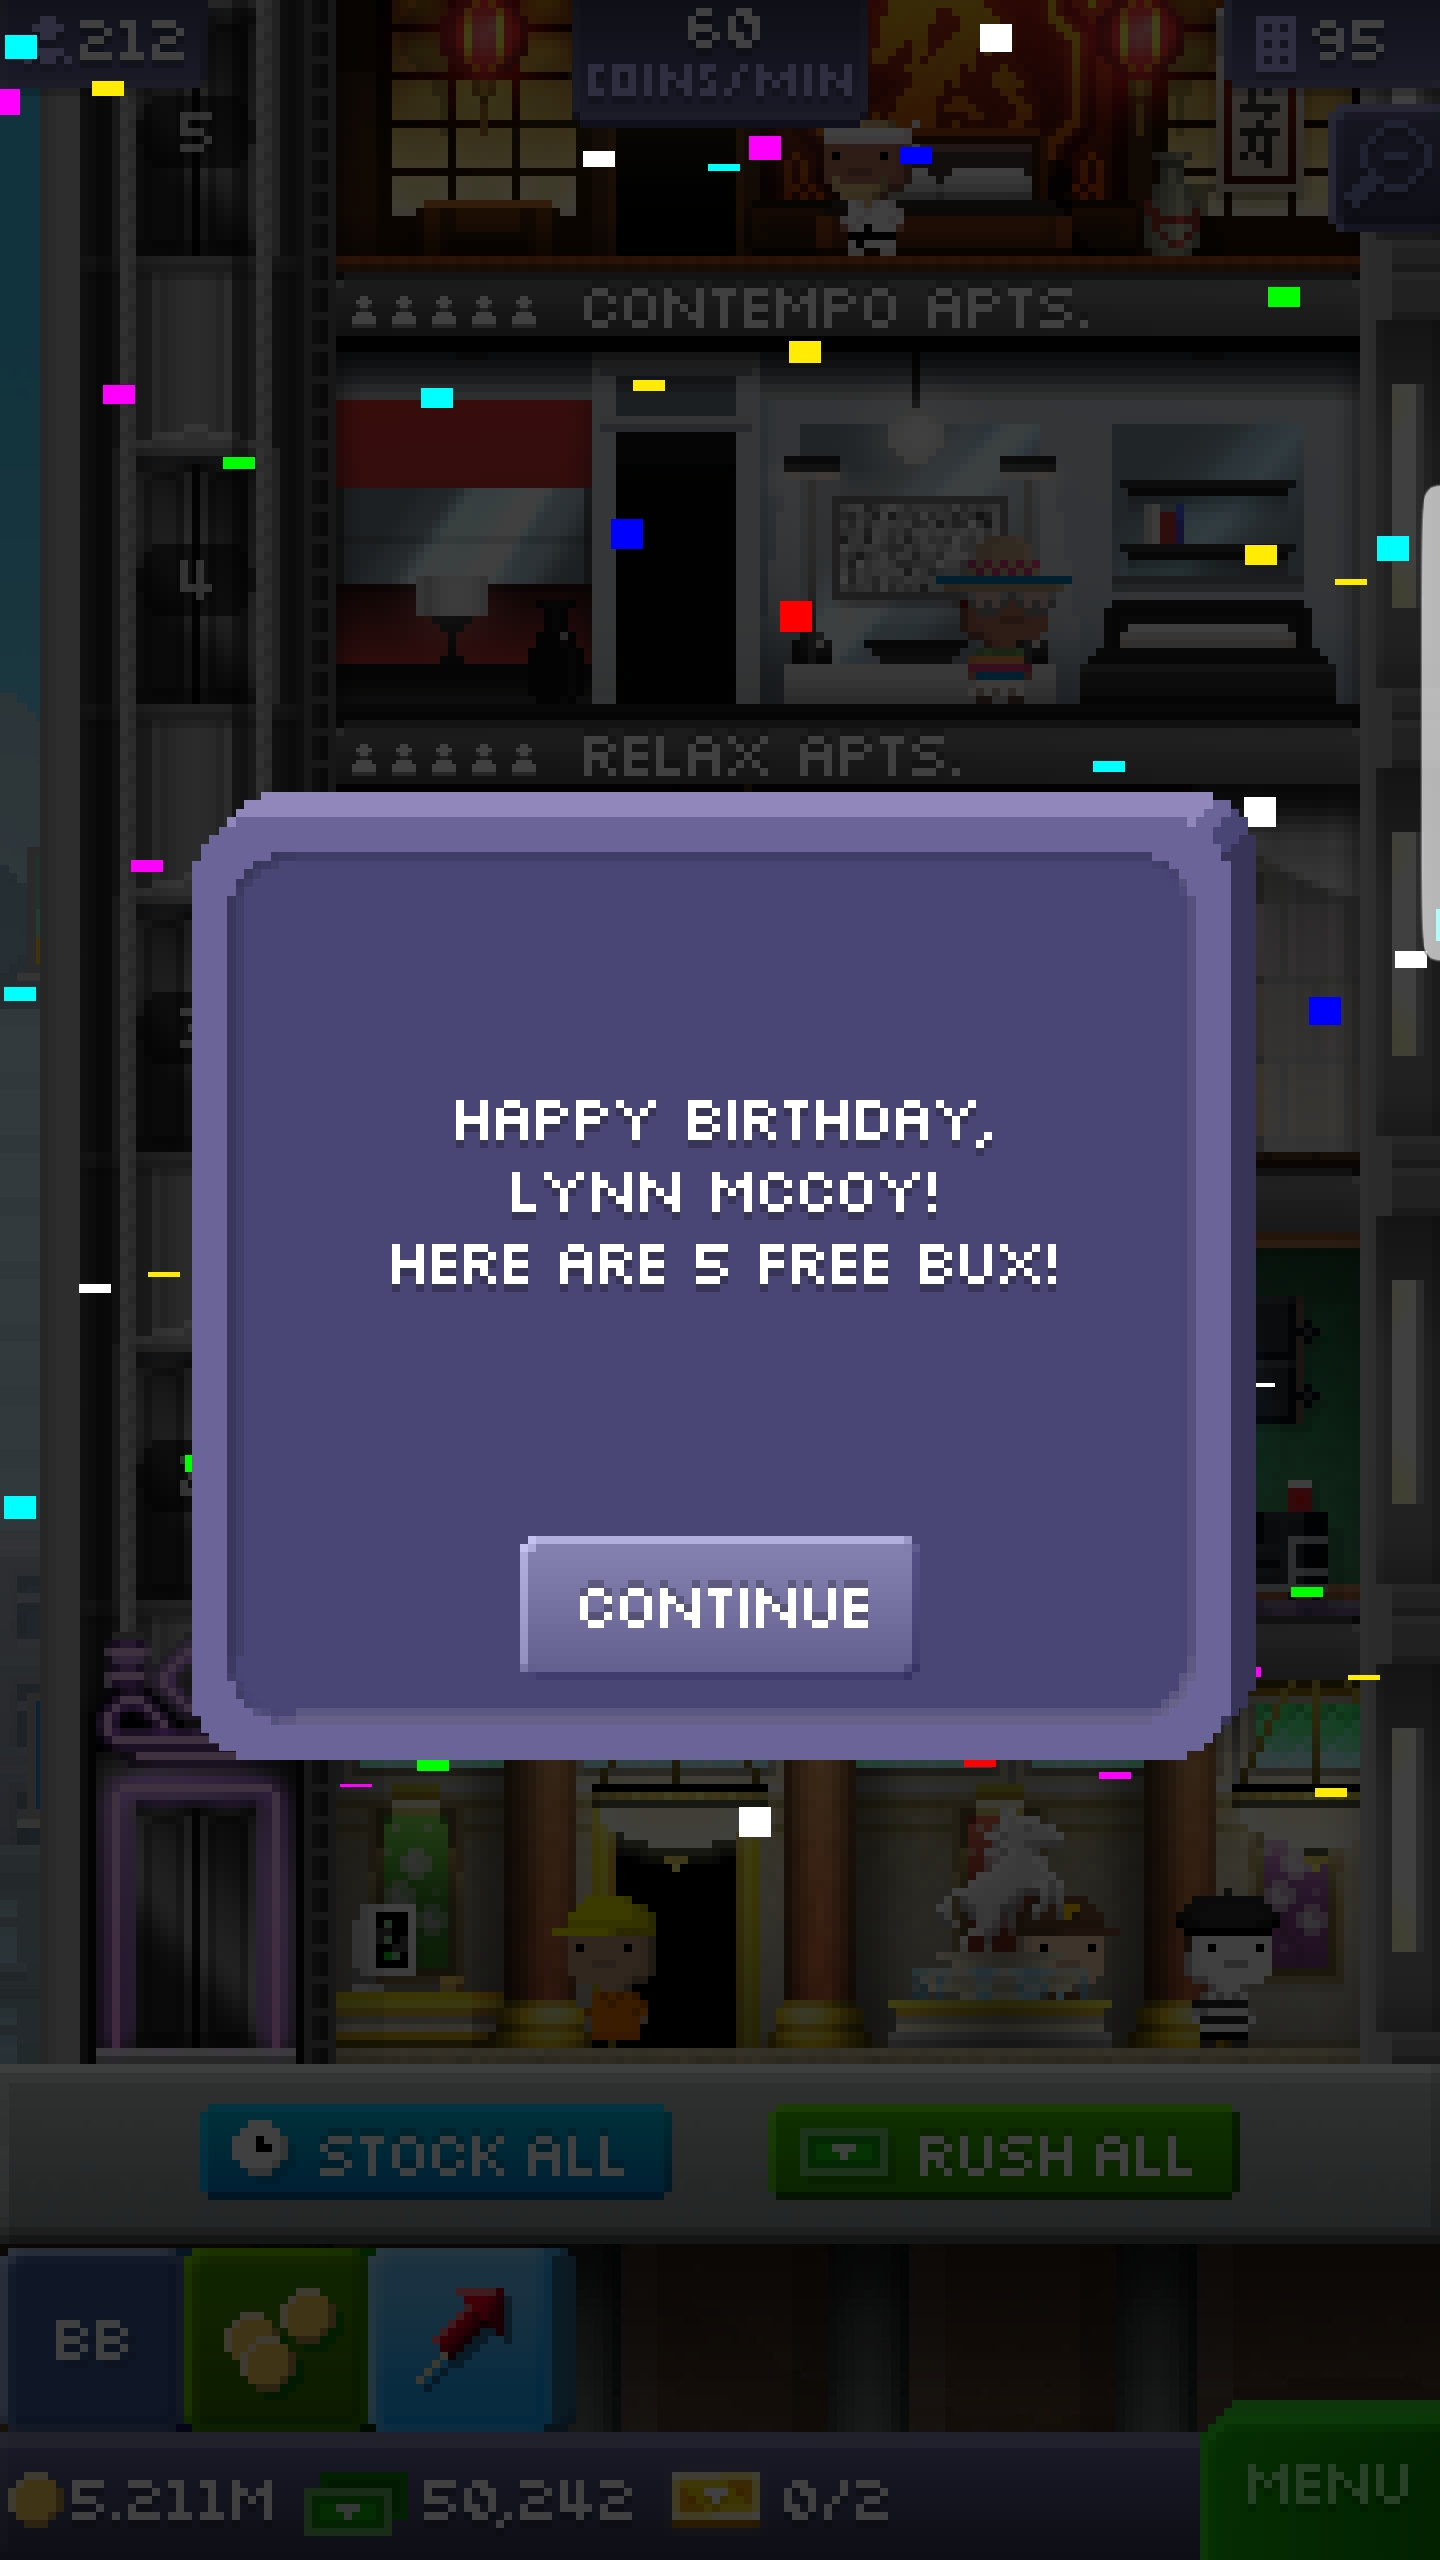 212
60
COINS/MIN
95
5
CONTEMPO APTS.
4
RELAX APTS.
HAPPY BIRTHDAY,
LYNN MCCOY!
HERE ARE 5 FREE BUX!
CONTINUE
STOCK ALL
RUSH ALL
BB
5.211M
50,242
0/2
MENU